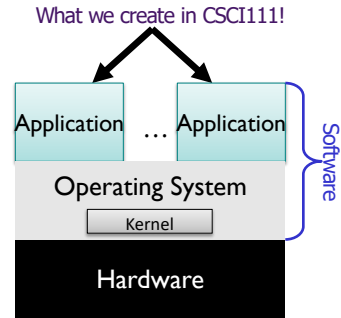 What we create in CSCI111!
Application … Application
Software
Operating System
Kernel
Hardware